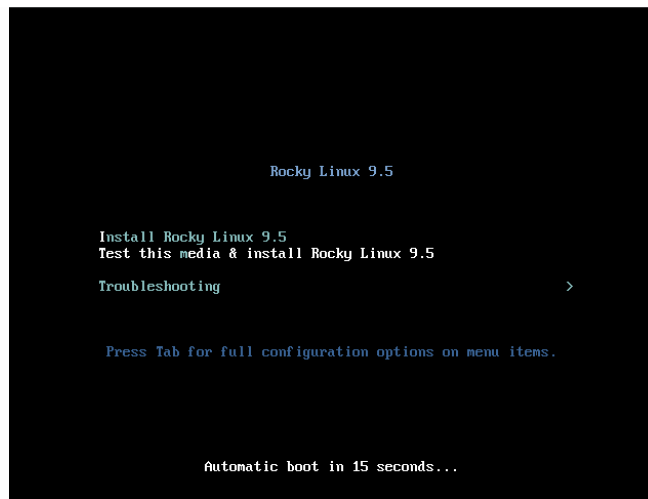 Rocky Linux 9.5
Install Rocky Linux 9.5
Test this media & install Rocky Linux 9.5
Troubleshooting >
Press Tab for full configuration options on menu items.
Automatic boot in 15 seconds...